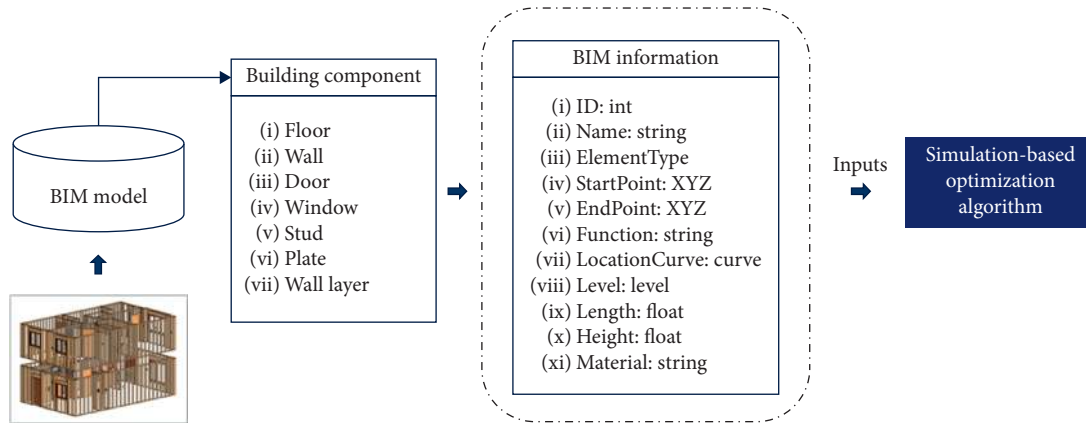 BIM model
Building component
(i) Floor
(ii) Wall
(iii) Door
(iv) Window
(v) Stud
(vi) Plate
(vii) Wall layer
BIM information
(i) ID: int
(ii) Name: string
(iii) ElementType
(iv) StartPoint: XYZ
(v) EndPoint: XYZ
(vi) Function: string
(vii) LocationCurve: curve
(viii) Level: level
(ix) Length: float
(x) Height: float
(xi) Material: string
Inputs
Simulation-based
optimization
algorithm